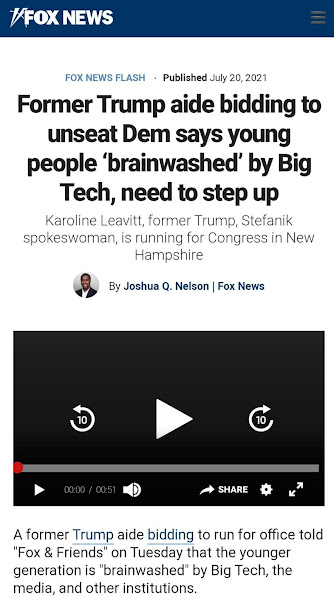 FOX NEWS
FOX NEWS FLASH · Published July 20, 2021
Former Trump aide bidding to
unseat Dem says young
people ‘brainwashed’ by Big
Tech, need to step up
Karoline Leavitt, former Trump, Stefanik
spokeswoman, is running for Congress in New
Hampshire
By Joshua Q. Nelson | Fox News
10 10
00:00 / 00:51 SHARE
A former Trump aide bidding to run for office told
"Fox & Friends" on Tuesday that the younger
generation is "brainwashed" by Big Tech, the
media, and other institutions.